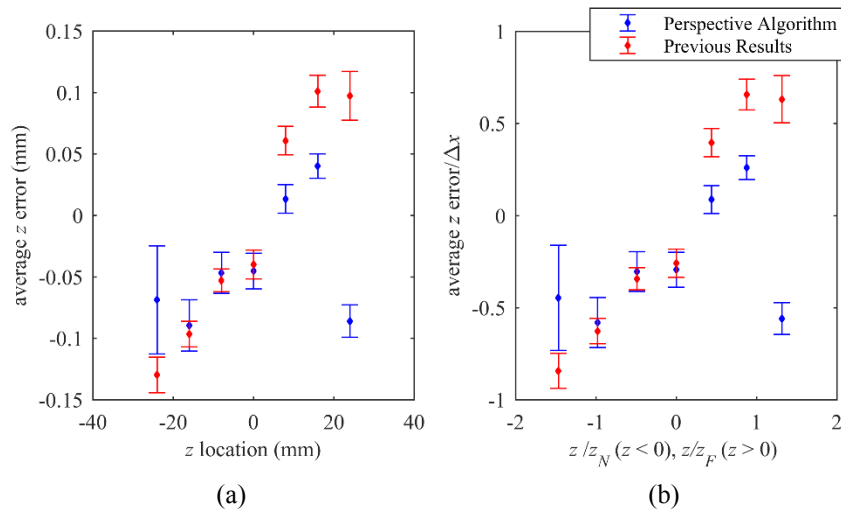 Perspective Algorithm
Previous Results
0.15
0.1
0.05
0
-0.05
-0.1
-0.15
average z error (mm)
-40
-20
0
20
40
z location (mm)
(a)
1
0.5
0
-0.5
-1
average z error/Δx
-2
-1
0
1
2
z /z_N (z < 0), z/z_F (z > 0)
(b)